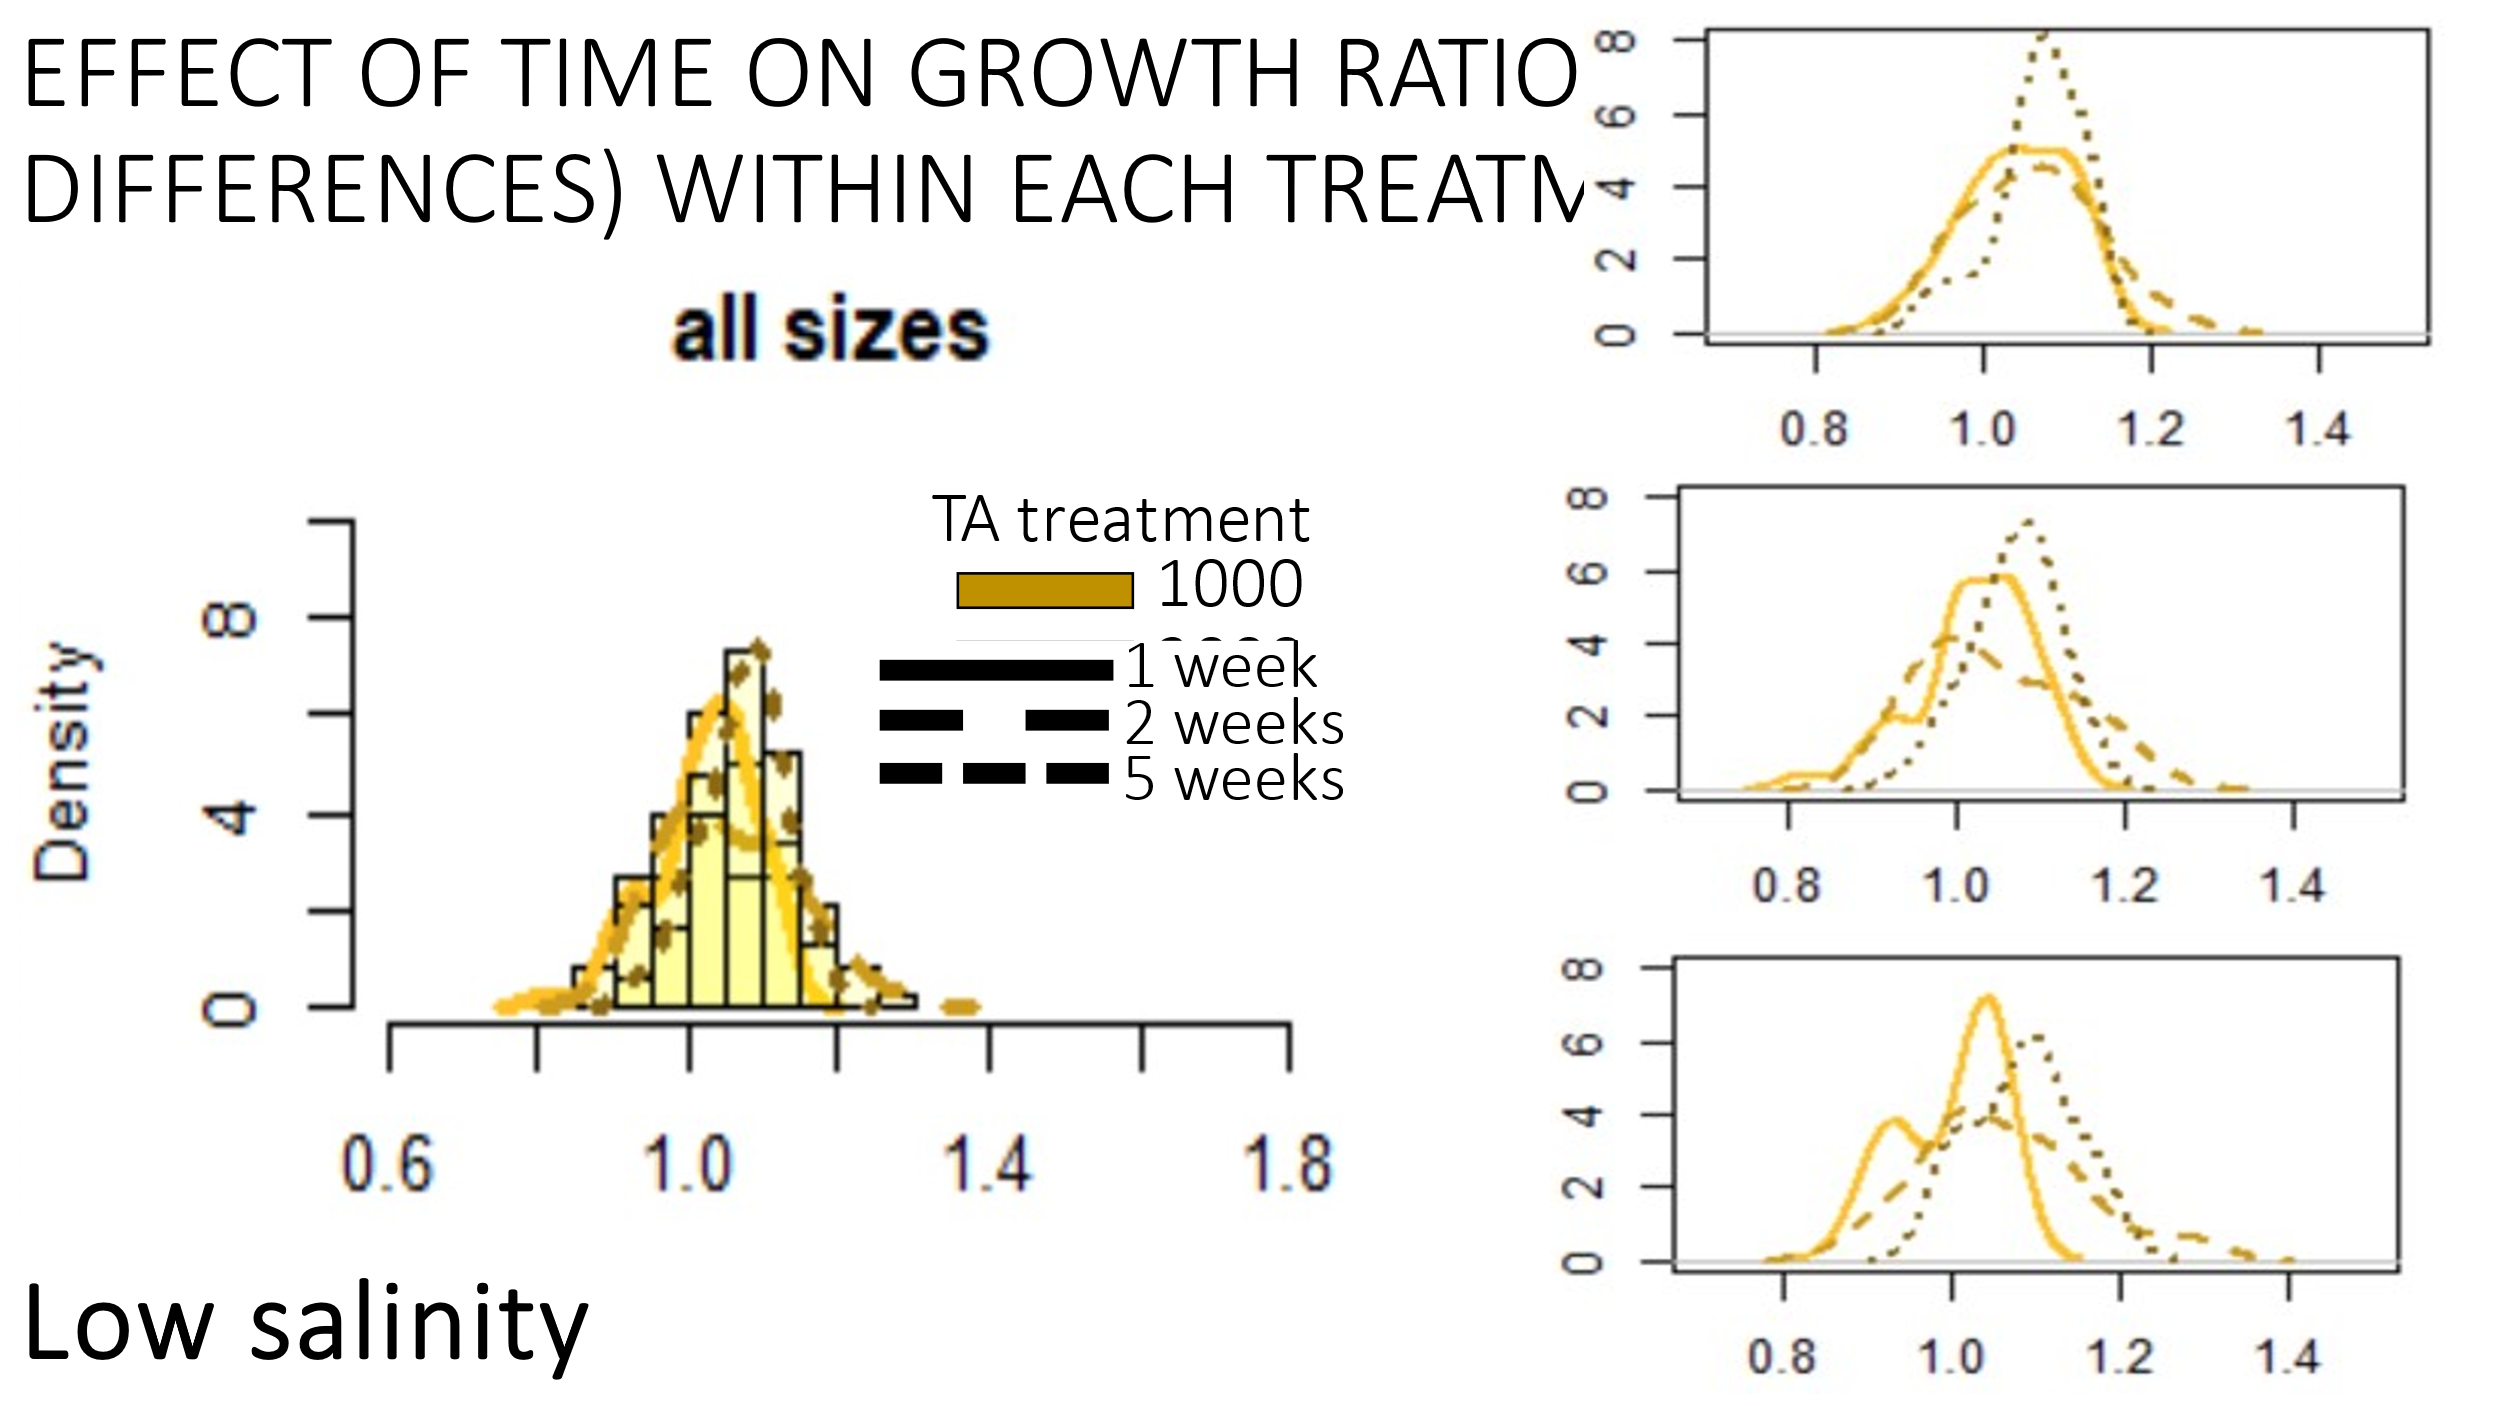 EFFECT OF TIME ON GROWTH RATIO
DIFFERENCES) WITHIN EACH
all sizes
Density
8
4
0
0.6 1.0 1.4 1.8
TA treatment
1000
1 week
2 weeks
5 weeks
Low salinity
8
6
4
2
0
0.8 1.0 1.2 1.4
8
6
4
2
0
0.8 1.0 1.2 1.4
8
6
4
2
0
0.8 1.0 1.2 1.4